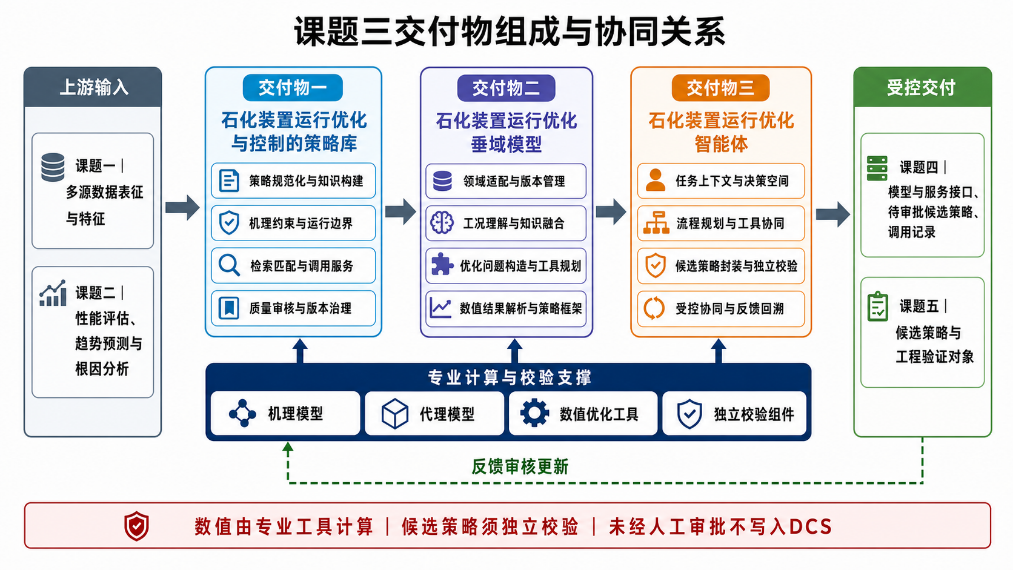 课题三交付物组成与协同关系
上游输入
课题一｜
多源数据表征
与特征
课题二｜
性能评估、
趋势预测与
根因分析
交付物一
石化装置运行优化
与控制的策略库
策略规范化与知识构建
机理约束与运行边界
检索匹配与调用服务
质量审核与版本治理
交付物二
石化装置运行优化
垂域模型
领域适配与版本管理
工况理解与知识融合
优化问题构造与工具规划
数值结果解析与策略框架
交付物三
石化装置运行优化
智能体
任务上下文与决策空间
流程规划与工具协同
候选策略封装与独立校验
受控协同与反馈回溯
受控交付
课题四｜
模型与服务接口、
待审批候选策略、
调用记录
课题五｜
候选策略与
工程验证对象
专业计算与校验支撑
机理模型
代理模型
数值优化工具
独立校验组件
反馈审核更新
数值由专业工具计算｜候选策略须独立校验｜未经人工审批不写入DCS